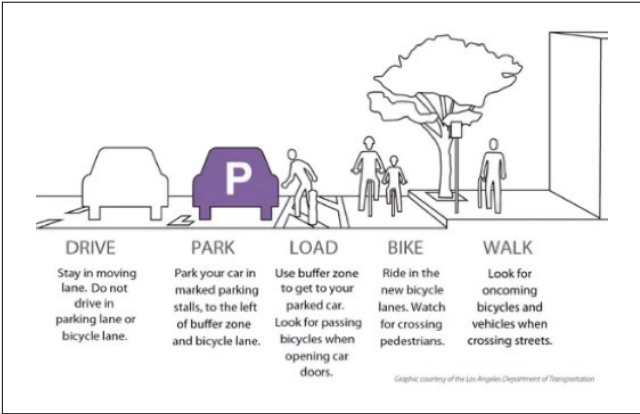 P
DRIVE
Stay in moving
lane. Do not
drive in
parking lane or
bicycle lane.
PARK
Park your car in
marked parking
stalls, to the left
of buffer zone
and bicycle lane.
LOAD
Use buffer zone
to get to your
parked car.
Look for passing
bicycles when
opening car
doors.
BIKE
Ride in the
new bicycle
lanes. Watch
for crossing
pedestrians.
WALK
Look for
oncoming
bicycles and
vehicles when
crossing streets.
Graphic courtesy of the Los Angeles Department of Transportation